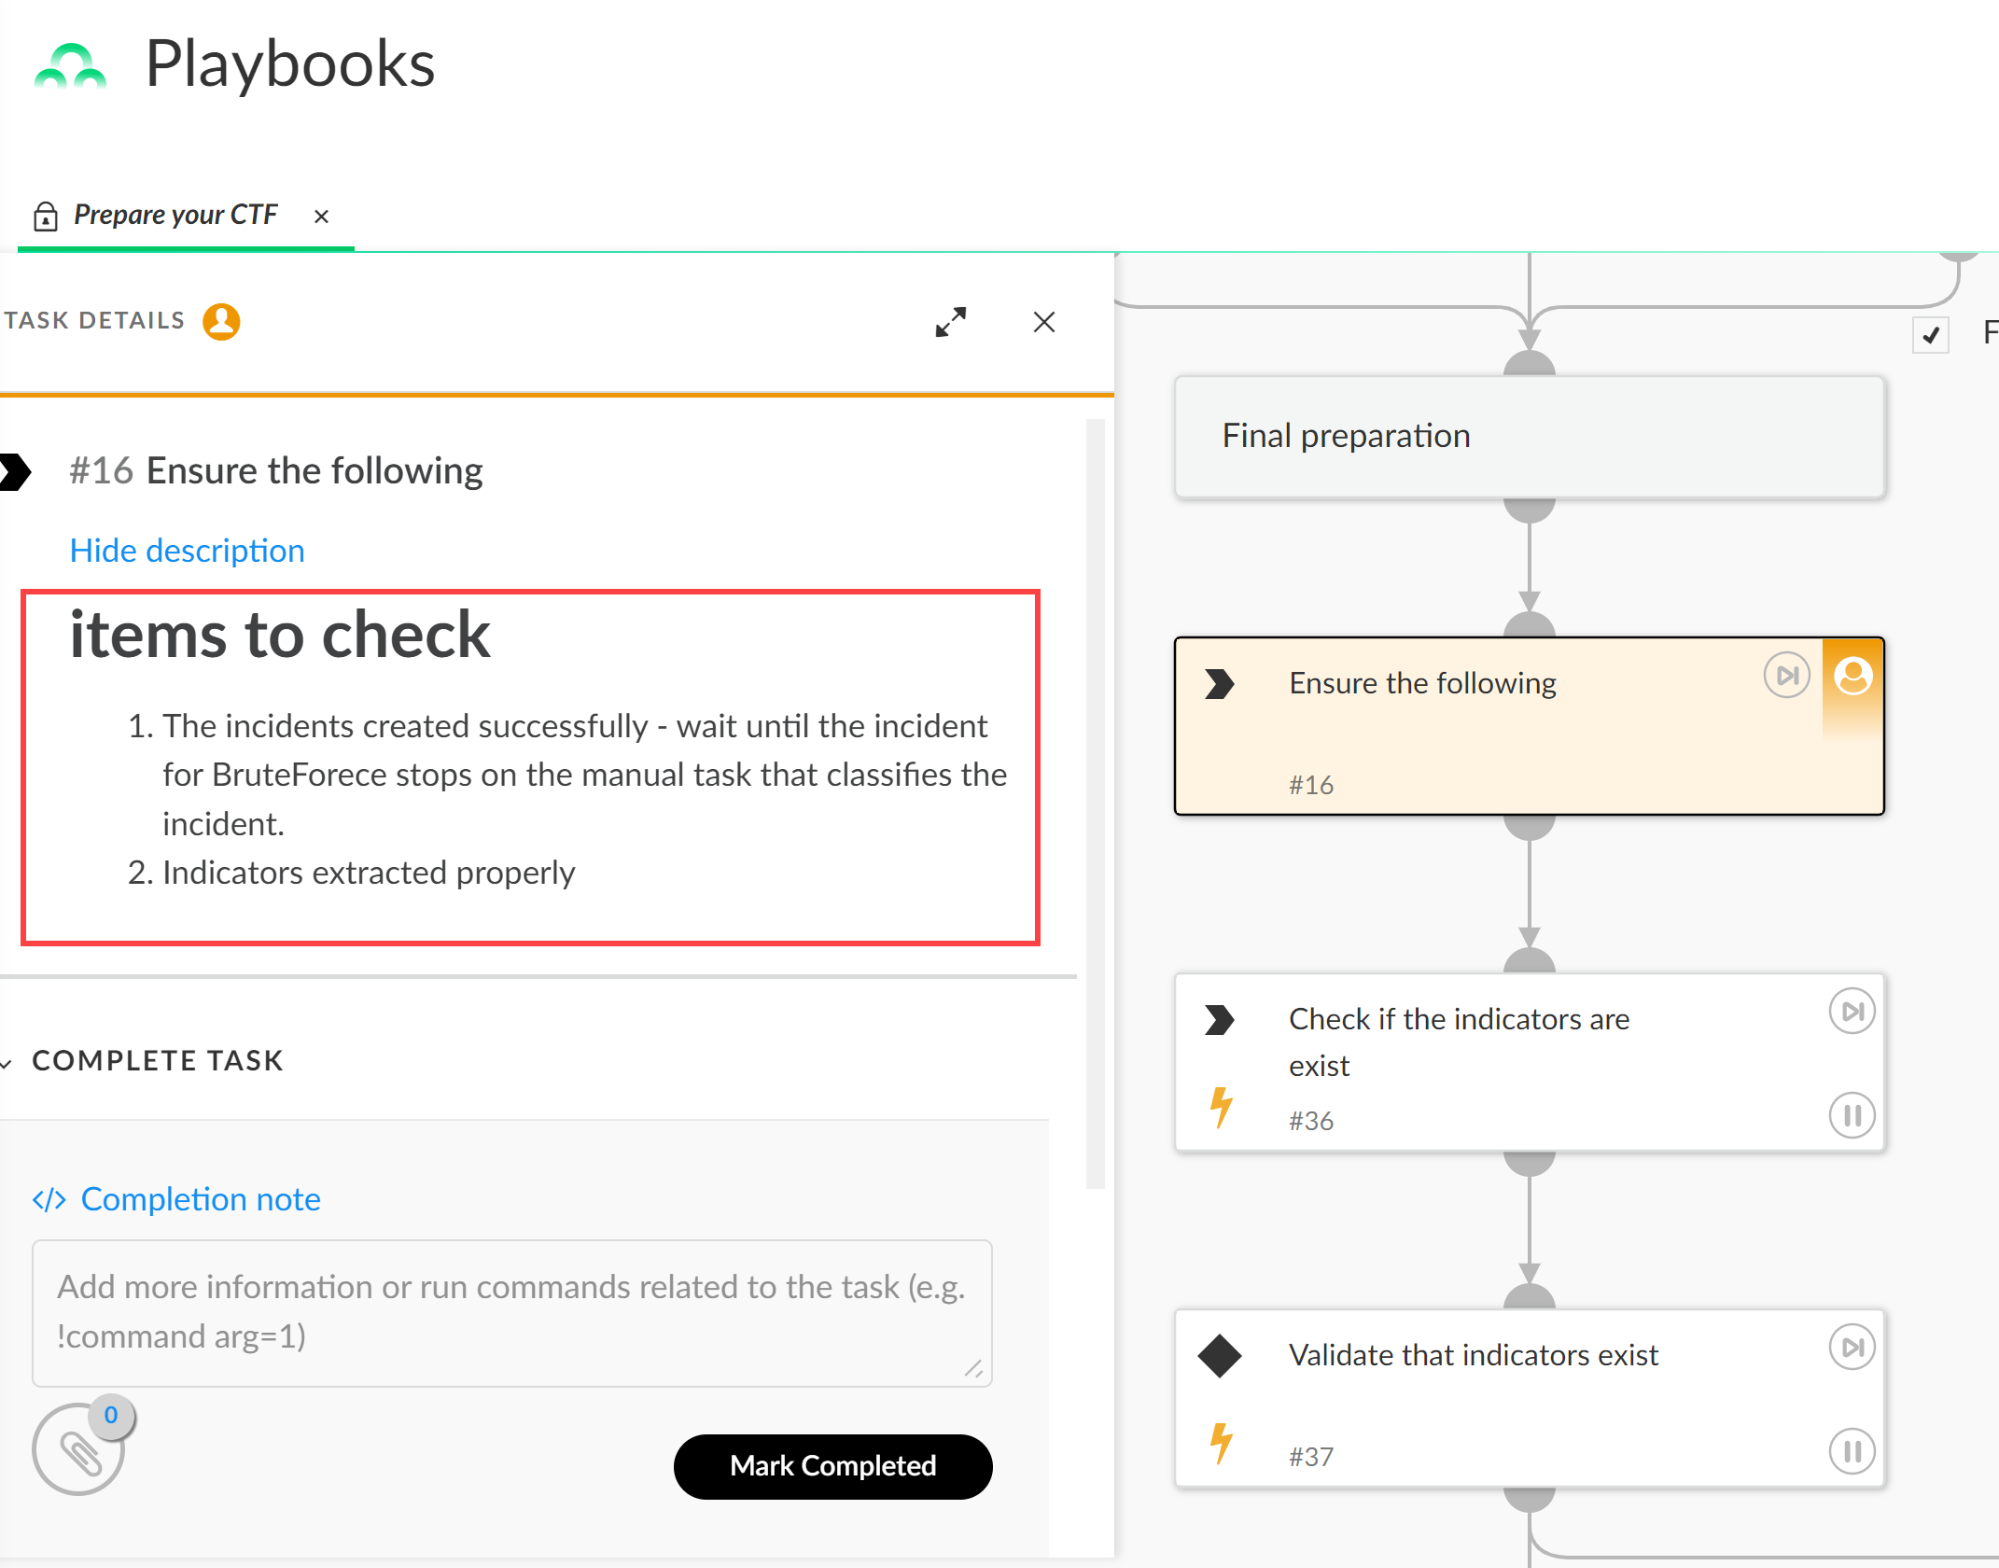 Playbooks
Prepare your CTF
TASK DETAILS
#16 Ensure the following
Hide description
items to check
1. The incidents created successfully - wait until the incident
for BruteForece stops on the manual task that classifies the
incident.
2. Indicators extracted properly
COMPLETE TASK
</> Completion note
Add more information or run commands related to the task (e.g.
!command arg=1)
0
Mark Completed
F
Final preparation
Ensure the following
#16
Check if the indicators are
exist
#36
Validate that indicators exist
#37